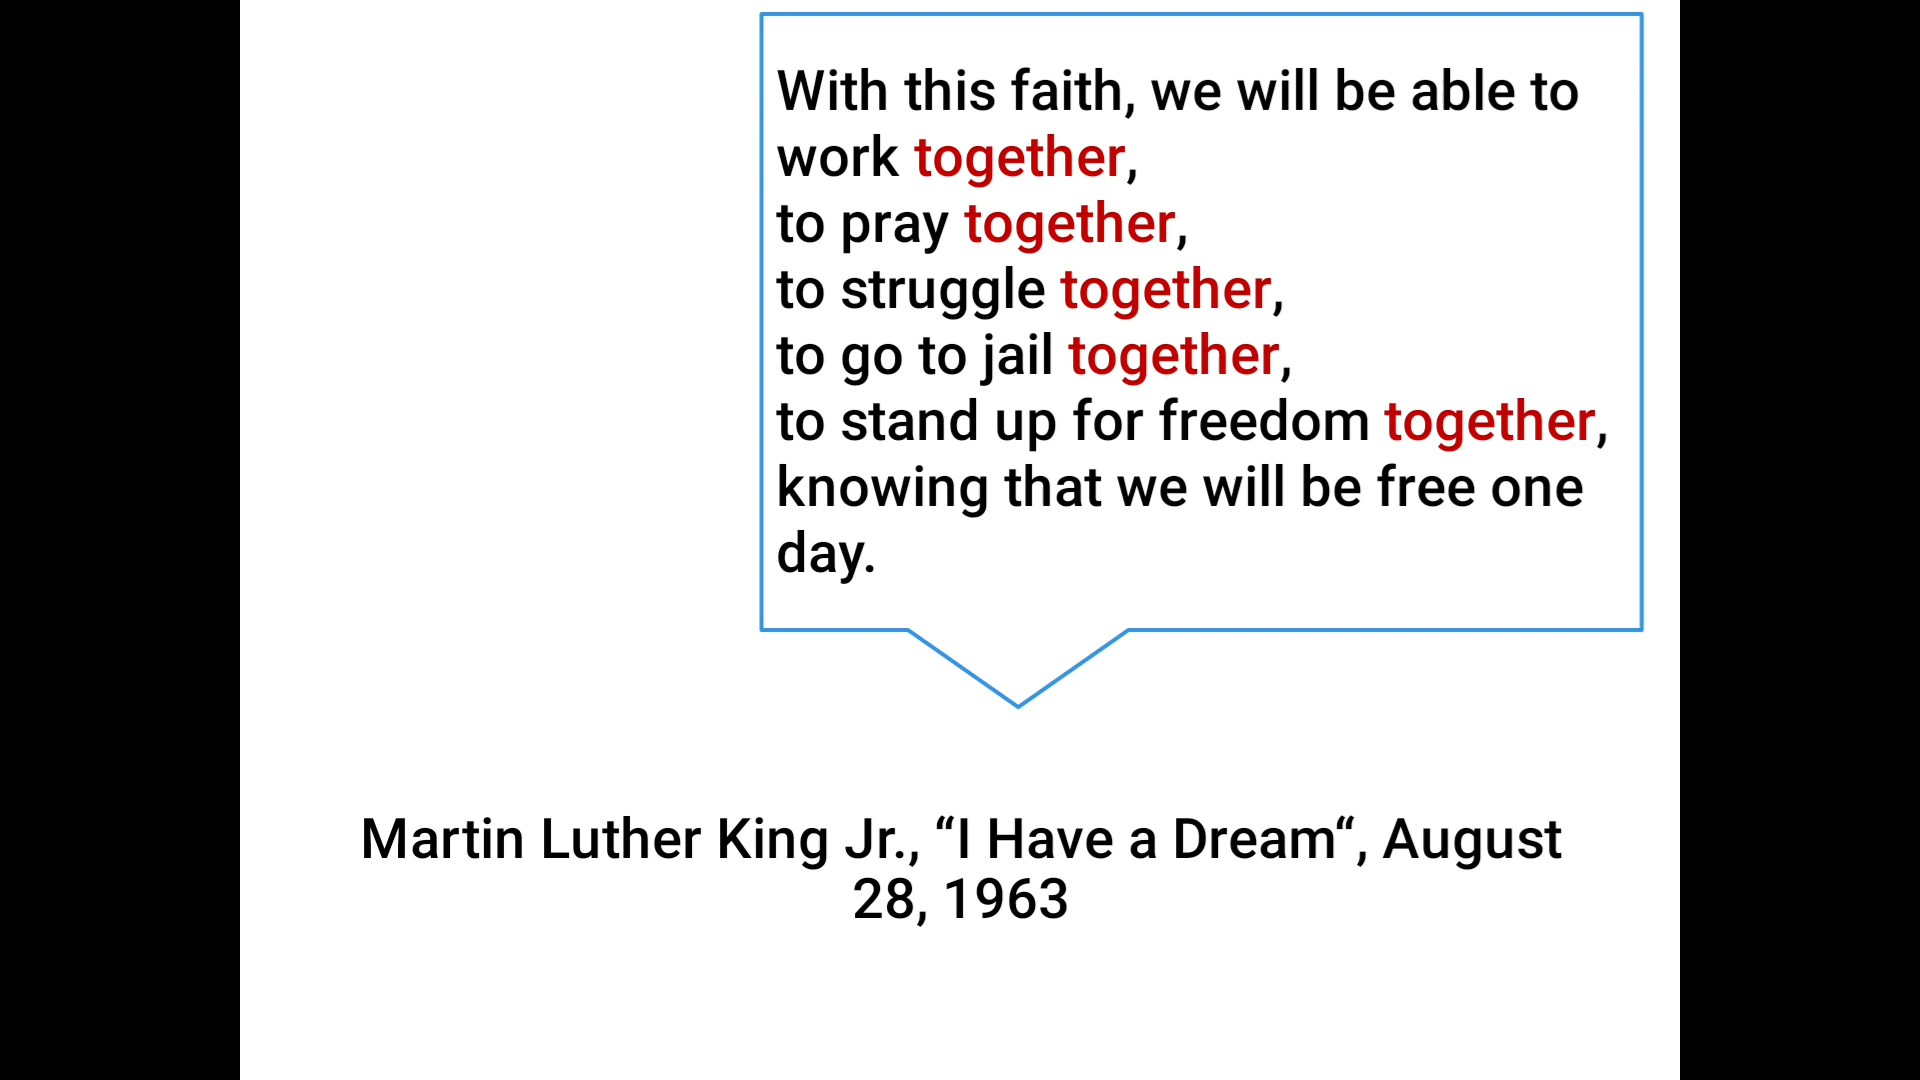 With this faith, we will be able to
work together,
to pray together,
to struggle together,
to go to jail together,
to stand up for freedom together,
knowing that we will be free one
day.
Martin Luther King Jr., “I Have a Dream“, August
28, 1963